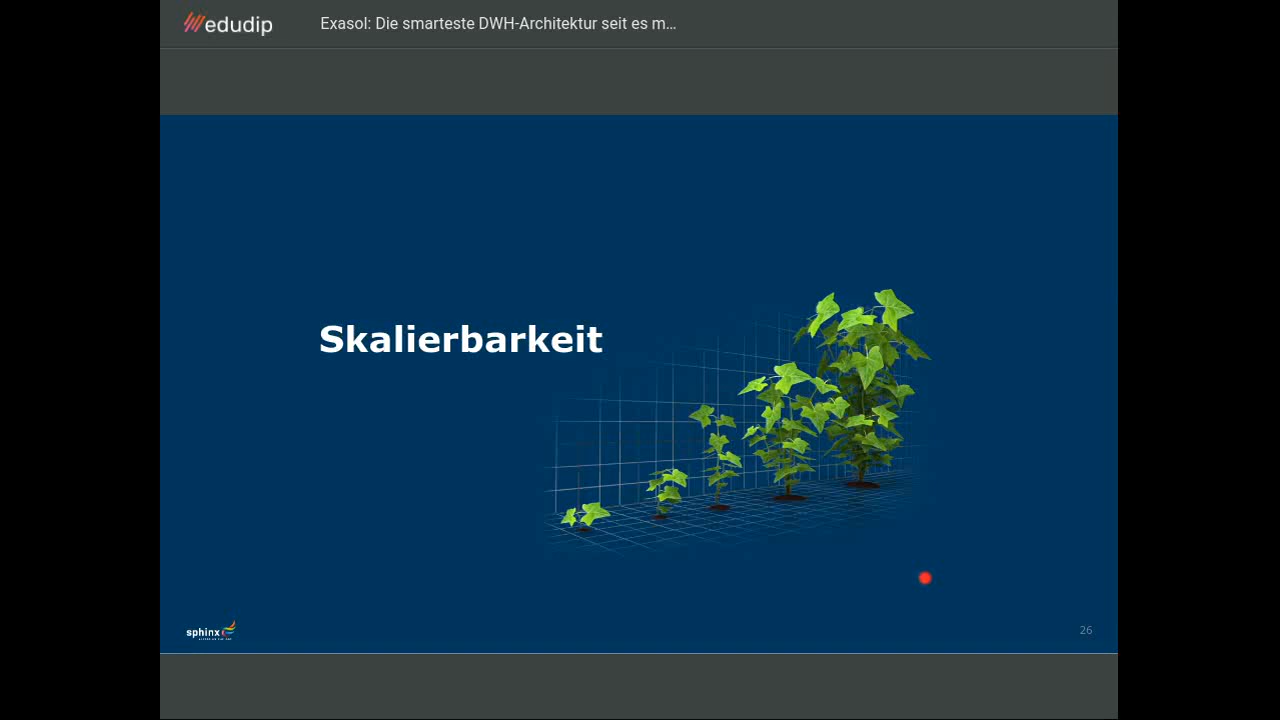 edudip
Exasol: Die smarteste DWH-Architektur seit es m...
Skalierbarkeit
sphinx
26